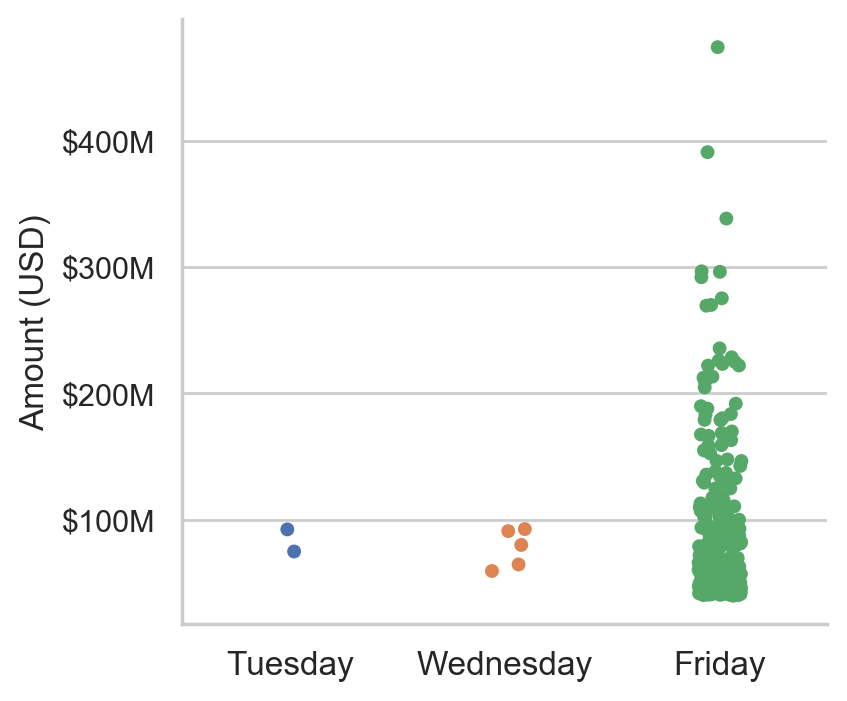 Amount (USD)
$400M
$300M
$200M
$100M
Tuesday Wednesday Friday